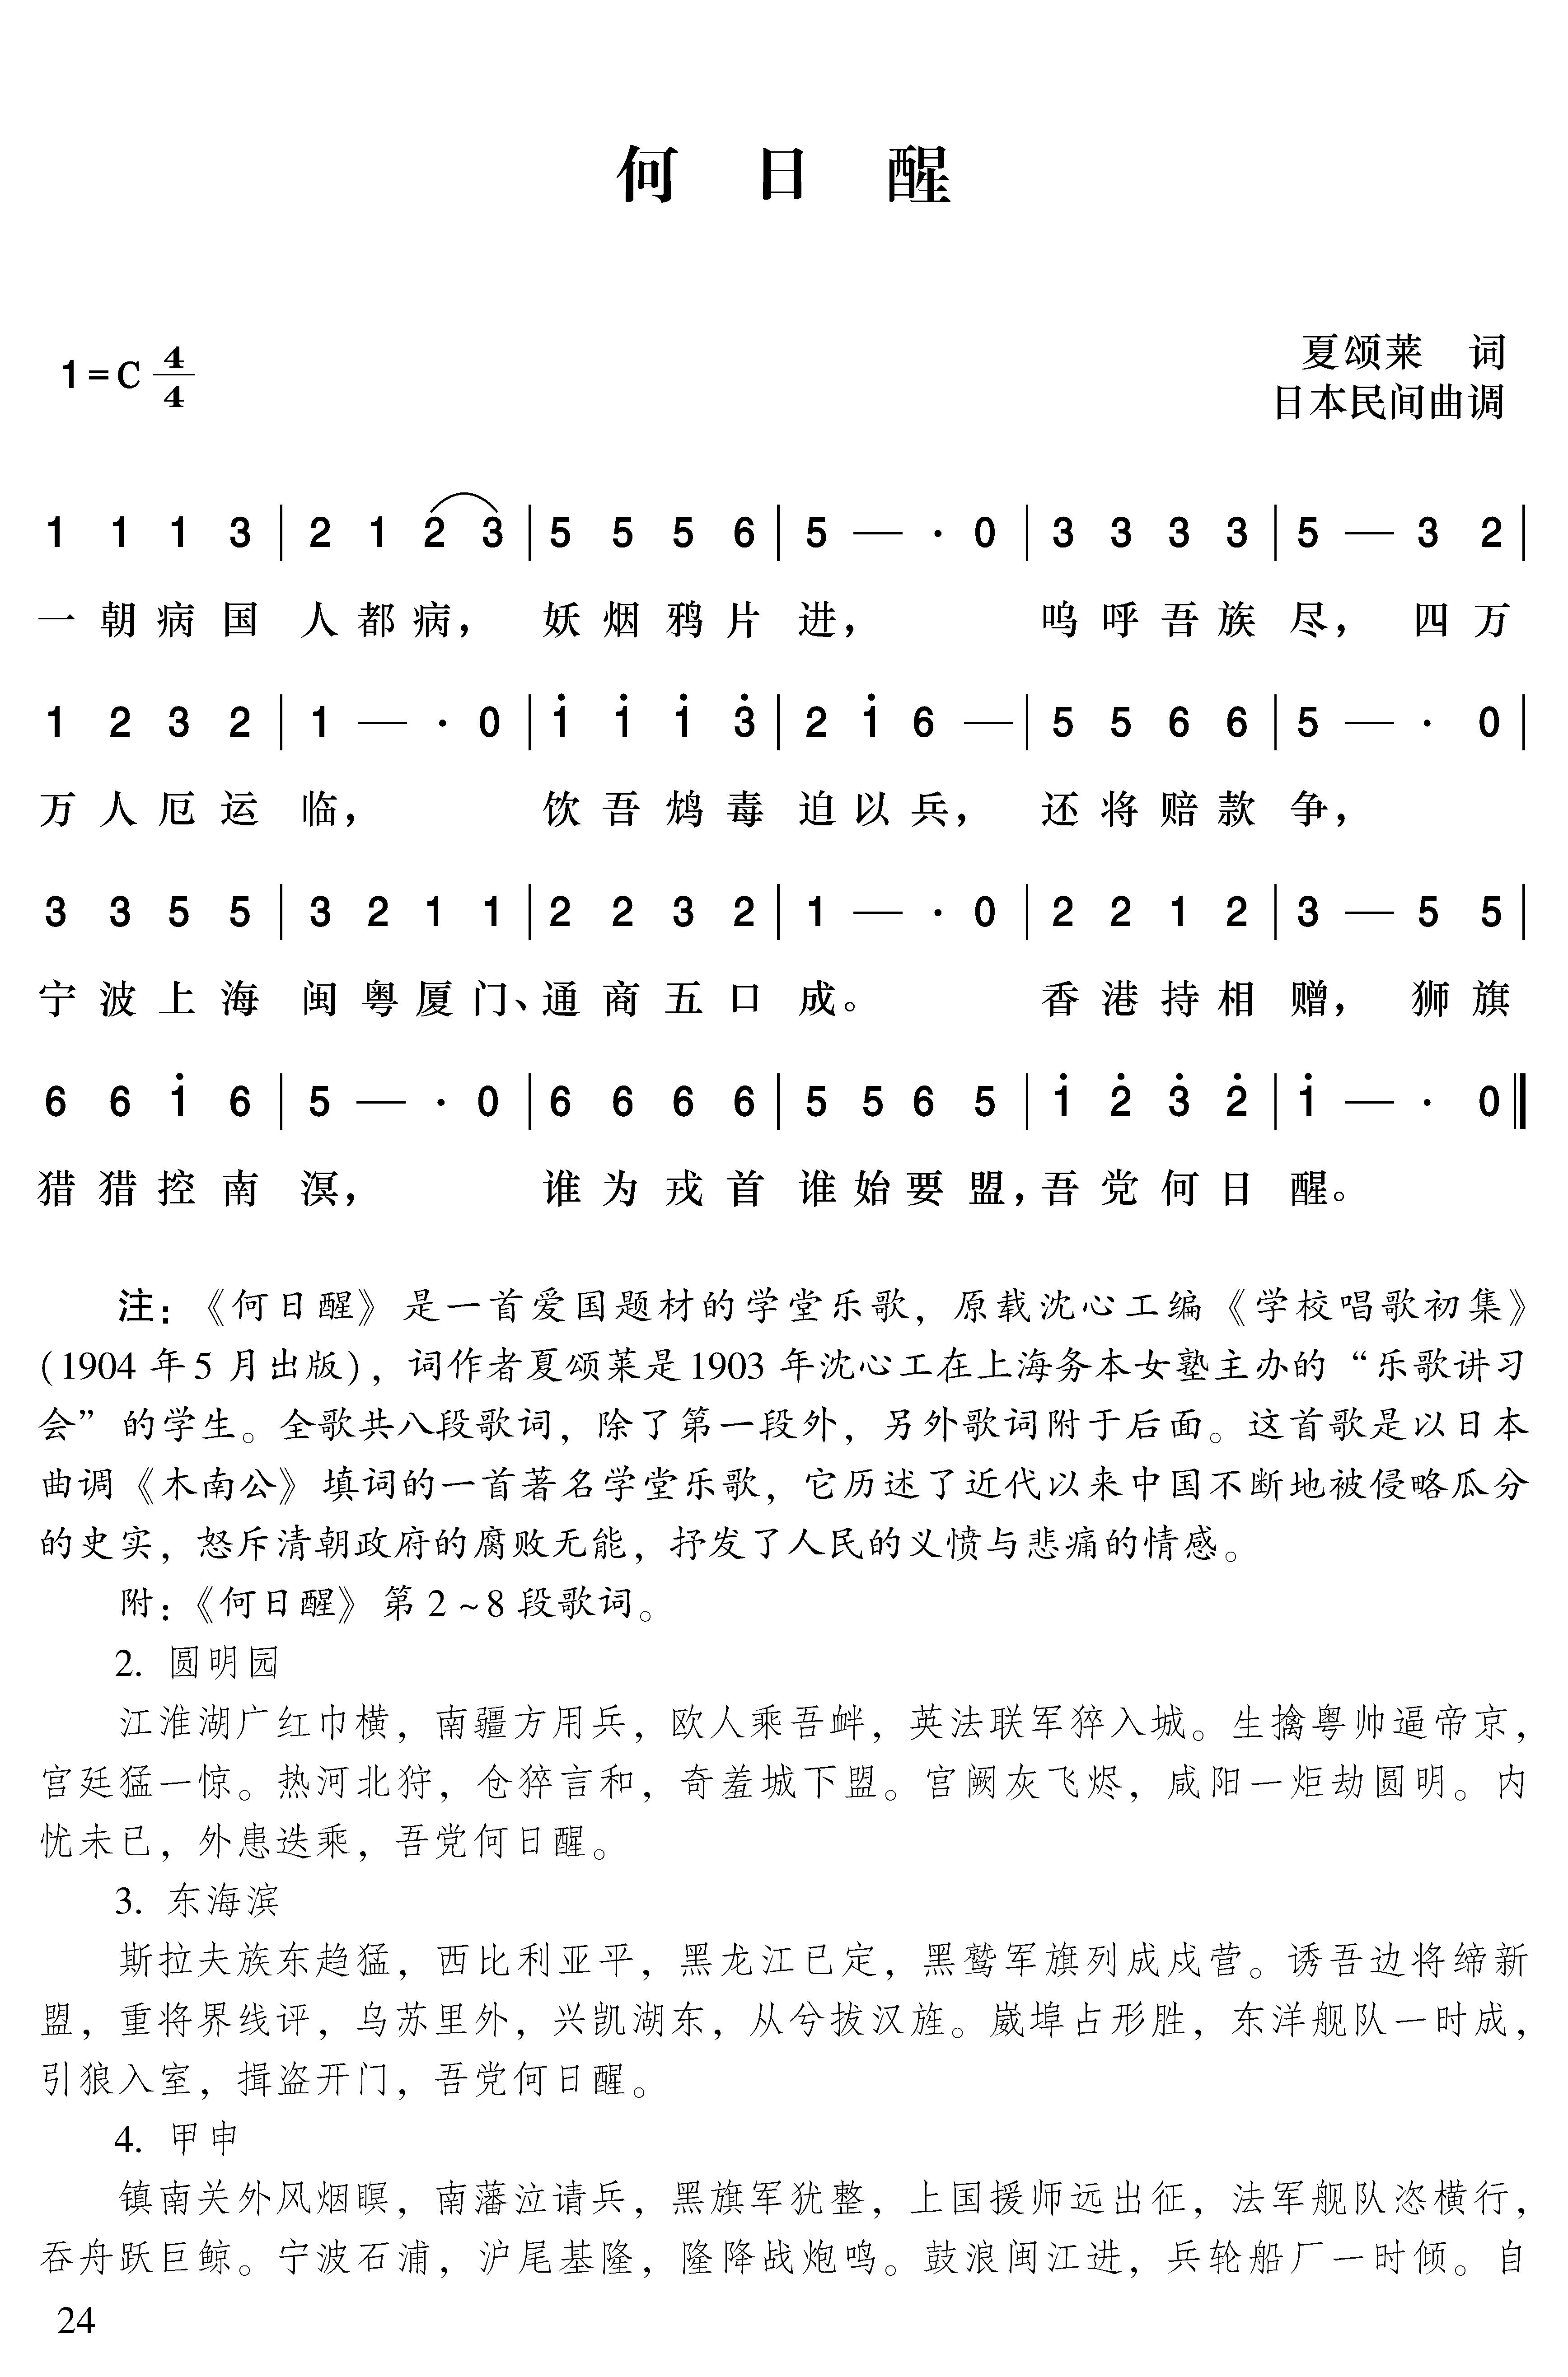 何日醒
1=C 4/4
夏颂莱 词
日本民间曲调
1 1 1 3 | 2 1 2 3 | 5 5 5 6 | 5 — · 0 | 3 3 3 3 | 5 — 3 2 |
一朝病国 人都病， 妖烟鸦片 进， 呜呼吾族 尽， 四万
1 2 3 2 | 1 — · 0 | 1̇ 1̇ 1̇ 3̇ | 2 1̇ 6 — | 5 5 6 6 | 5 — · 0 |
万人厄运 临， 饮吾鸩毒 迫以兵， 还将赔款 争，
3 3 5 5 | 3 2 1 1 | 2 2 3 2 | 1 — · 0 | 2 2 1 2 | 3 — 5 5 |
宁波上海 闽粤厦门、通商五口 成。 香港持相 赠， 狮旗
6 6 1̇ 6 | 5 — · 0 | 6 6 6 6 | 5 5 6 5 | 1̇ 2̇ 3̇ 2̇ | 1̇ — · 0 ‖
猎猎控南 溟， 谁为戎首 谁始要盟，吾党何日 醒。
注：《何日醒》是一首爱国题材的学堂乐歌，原载沈心工编《学校唱歌初集》
(1904 年5 月出版)，词作者夏颂莱是1903 年沈心工在上海务本女塾主办的“乐歌讲习
会”的学生。全歌共八段歌词，除了第一段外，另外歌词附于后面。这首歌是以日本
曲调《木南公》填词的一首著名学堂乐歌，它历述了近代以来中国不断地被侵略瓜分
的史实，怒斥清朝政府的腐败无能，抒发了人民的义愤与悲痛的情感。
附：《何日醒》第 2～8 段歌词。
2. 圆明园
江淮湖广红巾横，南疆方用兵，欧人乘吾衅，英法联军猝入城。生擒粤帅逼帝京，
宫廷猛一惊。热河北狩，仓猝言和，奇羞城下盟。宫阙灰飞烬，咸阳一炬劫圆明。内
忧未已，外患迭乘，吾党何日醒。
3. 东海滨
斯拉夫族东趋猛，西比利亚平，黑龙江已定，黑鹫军旗列成戍营。诱吾边将缔新
盟，重将界线评，乌苏里外，兴凯湖东，从兮拔汉旌。崴埠占形胜，东洋舰队一时成，
引狼入室，揖盗开门，吾党何日醒。
4. 甲申
镇南关外风烟暝，南藩泣请兵，黑旗军犹整，上国援师远出征，法军舰队恣横行，
吞舟跃巨鲸。宁波石浦，沪尾基隆，隆降战炮鸣。鼓浪闽江进，兵轮船厂一时倾。自
24